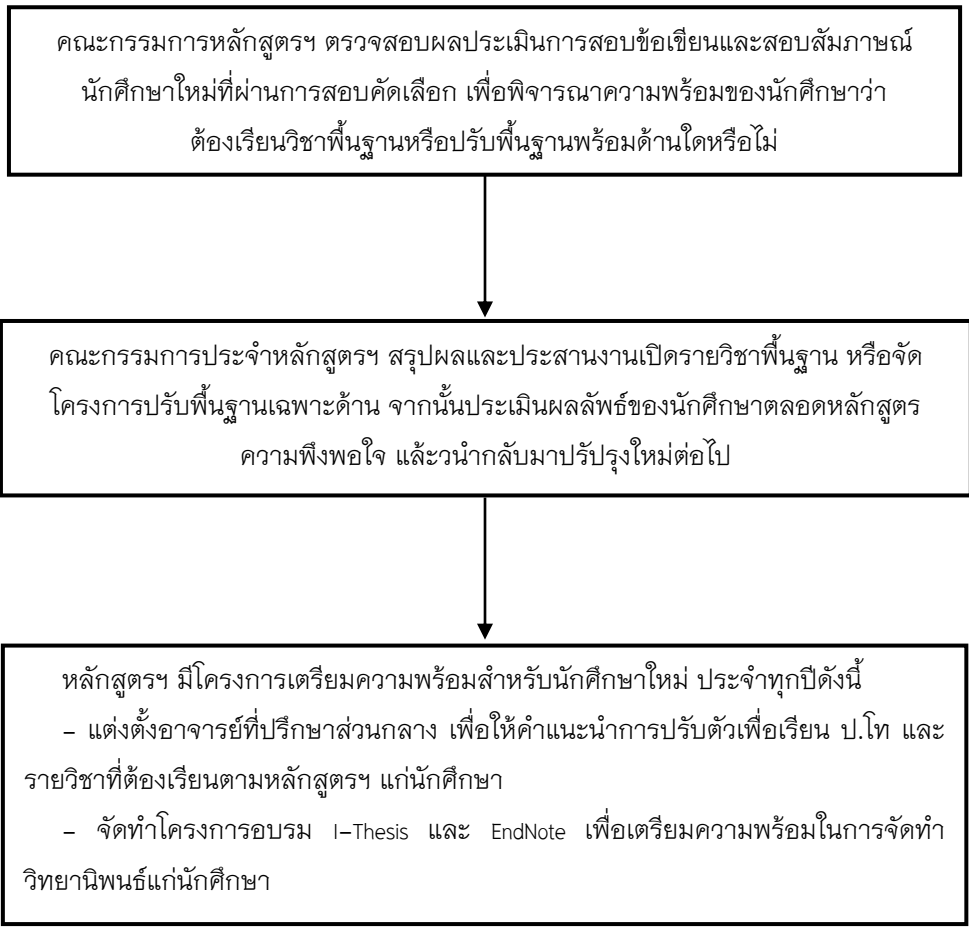 คณะกรรมการหลักสูตรฯ ตรวจสอบผลประเมินการสอบข้อเขียนและสอบสัมภาษณ์
นักศึกษาใหม่ที่ผ่านการสอบคัดเลือก เพื่อพิจารณาความพร้อมของนักศึกษาว่า
ต้องเรียนวิชาพื้นฐานหรือปรับพื้นฐานพร้อมด้านใดหรือไม่
คณะกรรมการประจำหลักสูตรฯ สรุปผลและประสานงานเปิดรายวิชาพื้นฐาน หรือจัด
โครงการปรับพื้นฐานเฉพาะด้าน จากนั้นประเมินผลลัพธ์ของนักศึกษาตลอดหลักสูตร
ความพึงพอใจ แล้วนำกลับมาปรัปรุงใหม่ต่อไป
หลักสูตรฯ มีโครงการเตรียมความพร้อมสำหรับนักศึกษาใหม่ ประจำทุกปีดังนี้
– แต่งตั้งอาจารย์ที่ปรึกษาส่วนกลาง เพื่อให้คำแนะนำการปรับตัวเพื่อเรียน ป.โท และ
รายวิชาที่ต้องเรียนตามหลักสูตรฯ แก่นักศึกษา
– จัดทำโครงการอบรม I–Thesis และ EndNote เพื่อเตรียมความพร้อมในการจัดทำ
วิทยานิพนธ์แก่นักศึกษา